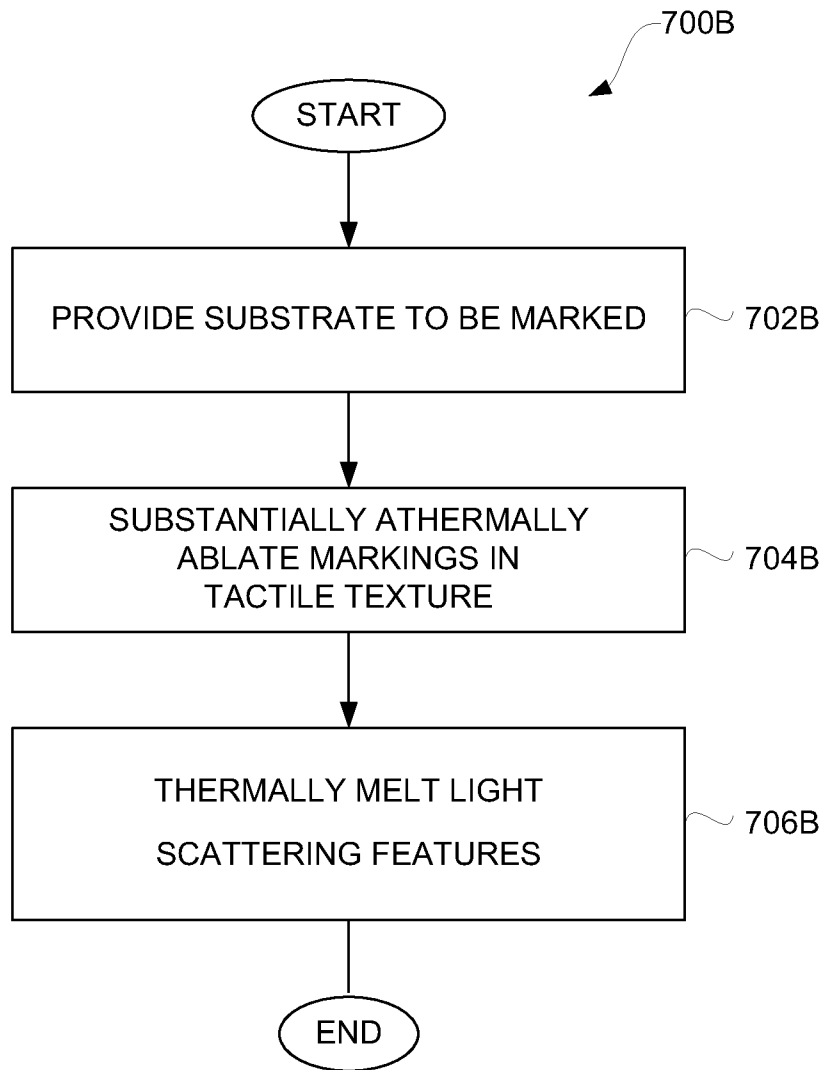 700B
START
PROVIDE SUBSTRATE TO BE MARKED
702B
SUBSTANTIALLY ATHERMALLY
ABLATE MARKINGS IN
TACTILE TEXTURE
704B
THERMALLY MELT LIGHT
SCATTERING FEATURES
706B
END